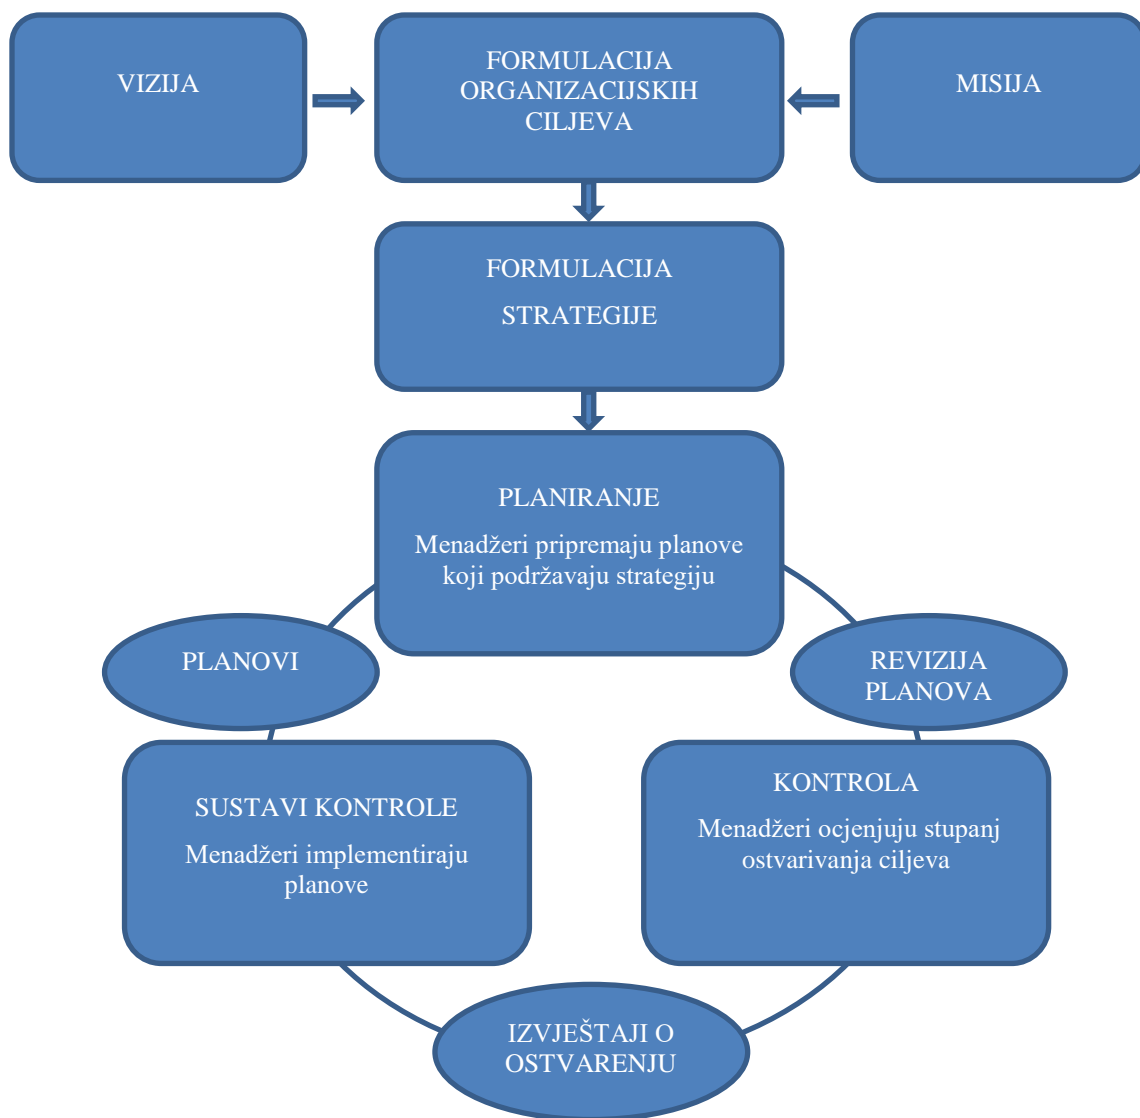 VIZIJA
FORMULACIJA
ORGANIZACIJSKIH
CILJEVA
MISIJA
FORMULACIJA
STRATEGIJE
PLANIRANJE
Menadžeri pripremaju planove
koji podržavaju strategiju
PLANOVI
REVIZIJA
PLANOVA
SUSTAVI KONTROLE
Menadžeri implementiraju
planove
KONTROLA
Menadžeri ocjenjuju stupanj
ostvarivanja ciljeva
IZVJEŠTAJI O
OSTVARENJU